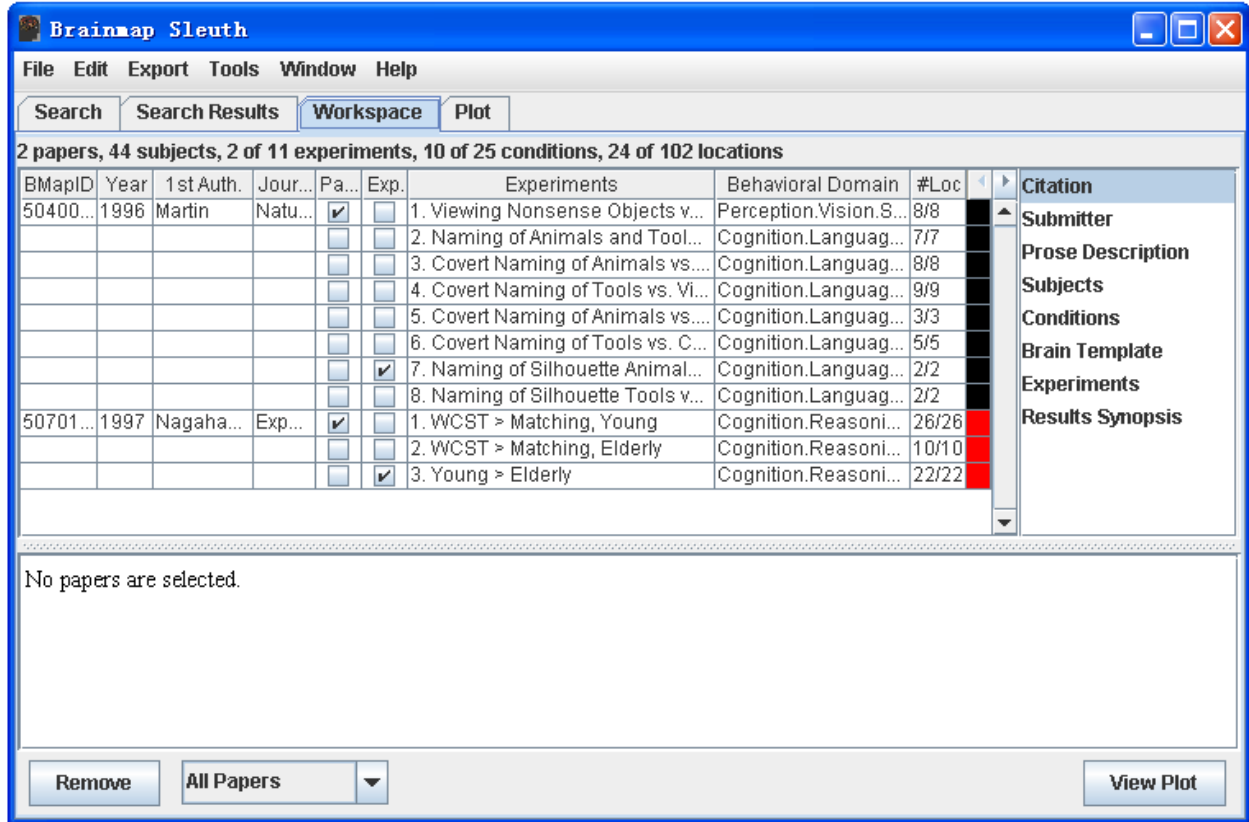 Brainmap Sleuth
File Edit Export Tools Window Help
Search Search Results Workspace Plot
2 papers, 44 subjects, 2 of 11 experiments, 10 of 25 conditions, 24 of 102 locations
BMapID Year 1st Auth. Jour... Pa... Exp. Experiments Behavioral Domain #Loc
50400... 1996 Martin Natu... 1. Viewing Nonsense Objects v... Perception.Vision.S... 8/8
2. Naming of Animals and Tool... Cognition.Languag... 7/7
3. Covert Naming of Animals vs.... Cognition.Languag... 8/8
4. Covert Naming of Tools vs. Vi... Cognition.Languag... 9/9
5. Covert Naming of Animals vs.... Cognition.Languag... 3/3
6. Covert Naming of Tools vs. C... Cognition.Languag... 5/5
7. Naming of Silhouette Animal... Cognition.Languag... 2/2
8. Naming of Silhouette Tools v... Cognition.Languag... 2/2
50701... 1997 Nagaha... Exp... 1. WCST > Matching, Young Cognition.Reasoni... 26/26
2. WCST > Matching, Elderly Cognition.Reasoni... 10/10
3. Young > Elderly Cognition.Reasoni... 22/22
Citation
Submitter
Prose Description
Subjects
Conditions
Brain Template
Experiments
Results Synopsis
No papers are selected.
Remove All Papers View Plot